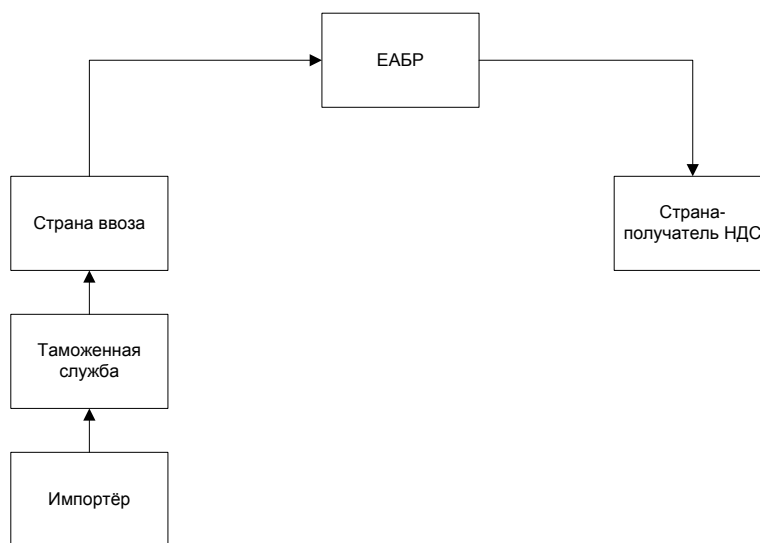 ЕАБР
Страна ввоза
Страна-
получатель НДС
Таможенная
служба
Импортёр